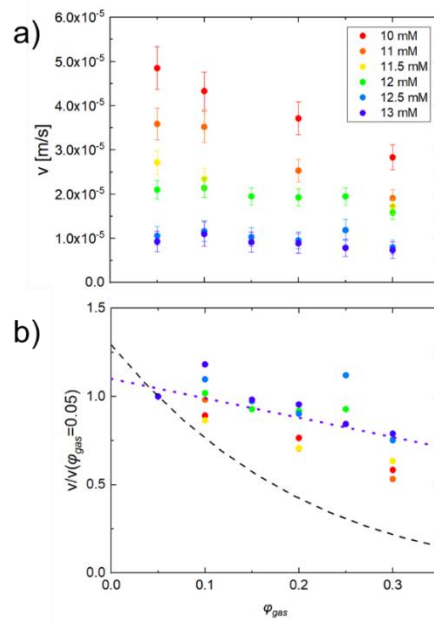 a)
6.0x10⁻⁵
5.0x10⁻⁵
4.0x10⁻⁵
3.0x10⁻⁵
2.0x10⁻⁵
1.0x10⁻⁵
0.0
v [m/s]
10 mM
11 mM
11.5 mM
12 mM
12.5 mM
13 mM
b)
1.5
1.0
0.5
0.0
v/v(φgas=0.05)
0.0 0.1 0.2 0.3
φgas